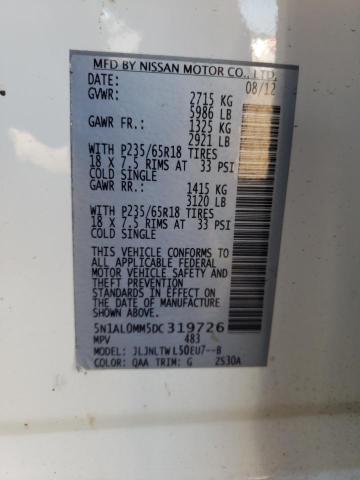 MFD BY NISSAN MOTOR CO., LTD.
DATE: 08/12
GVWR: 2715 KG
5986 LB
GAWR FR.: 1325 KG
2921 LB
WITH P235/65R18 TIRES
18 X 7.5 RIMS AT 33 PSI
COLD SINGLE
GAWR RR.: 1415 KG
3120 LB
WITH P235/65R18 TIRES
18 X 7.5 RIMS AT 33 PSI
COLD SINGLE
THIS VEHICLE CONFORMS TO
ALL APPLICABLE FEDERAL
MOTOR VEHICLE SAFETY AND
THEFT PREVENTION
STANDARDS IN EFFECT ON THE
DATE OF MANUFACTURE
SHOWN ABOVE.
5N1AL0MM5DC319726
MPV 483
MODEL: JLJNLTWL50EU7--B
COLOR: QAA TRIM: G 2S30A